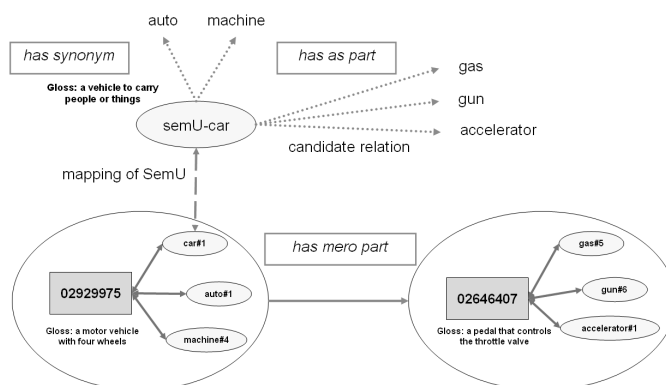 auto
machine
has synonym
has as part
gas
Gloss: a vehicle to carry
people or things
gun
semU-car
accelerator
candidate relation
mapping of SemU
car#1
has mero part
gas#5
02929975
auto#1
02646407
gun#6
Gloss: a motor vehicle
with four wheels
machine#4
Gloss: a pedal that controls
the throttle valve
accelerator#1